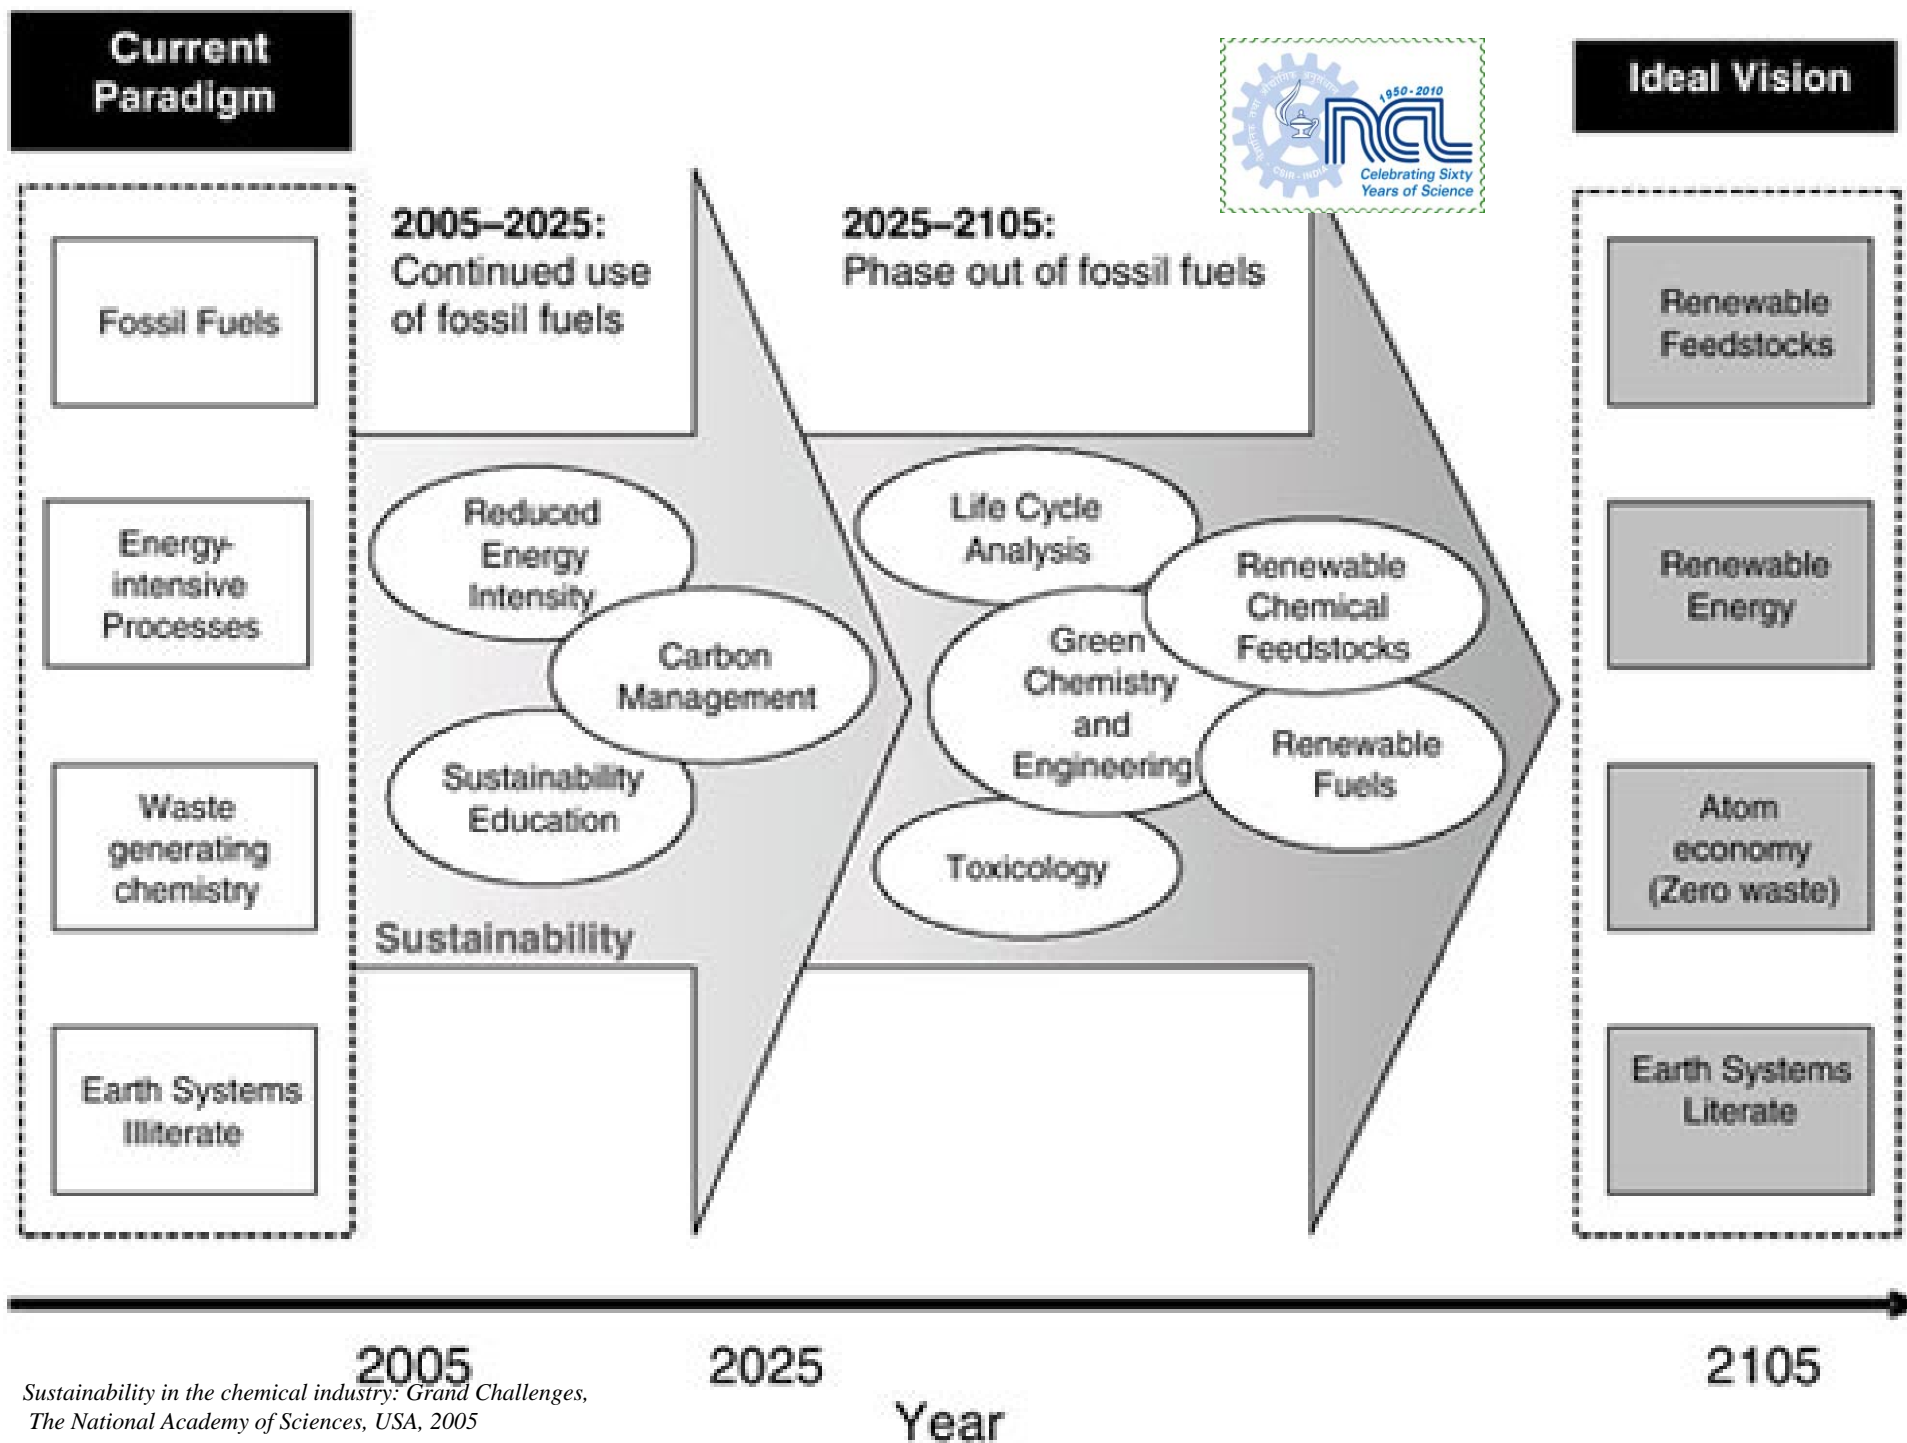 Current
Paradigm
Fossil Fuels
Energy-
intensive
Processes
Waste
generating
chemistry
Earth Systems
Illiterate
2005–2025:
Continued use
of fossil fuels
Reduced
Energy
Intensity
Carbon
Management
Sustainability
Education
Sustainability
2025–2105:
Phase out of fossil fuels
Life Cycle
Analysis
Renewable
Chemical
Feedstocks
Green
Chemistry
and
Engineering
Renewable
Fuels
Toxicology
1950-2010
NCL
CSIR - INDIA
Celebrating Sixty
Years of Science
Ideal Vision
Renewable
Feedstocks
Renewable
Energy
Atom
economy
(Zero waste)
Earth Systems
Literate
2005
2025
2105
Year
Sustainability in the chemical industry: Grand Challenges,
The National Academy of Sciences, USA, 2005